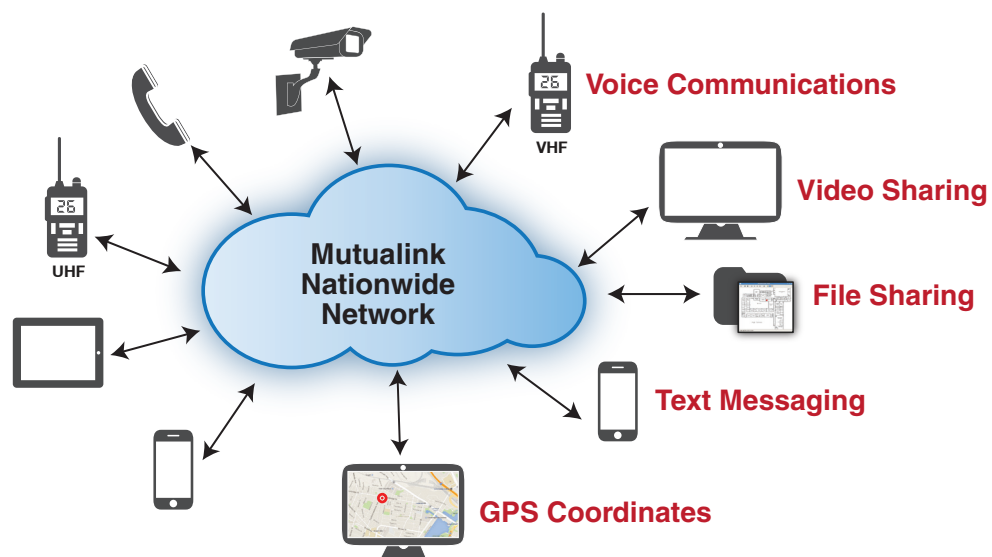 26
VHF
Voice Communications
Video Sharing
26
UHF
Mutualink
Nationwide
Network
File Sharing
Text Messaging
GPS Coordinates